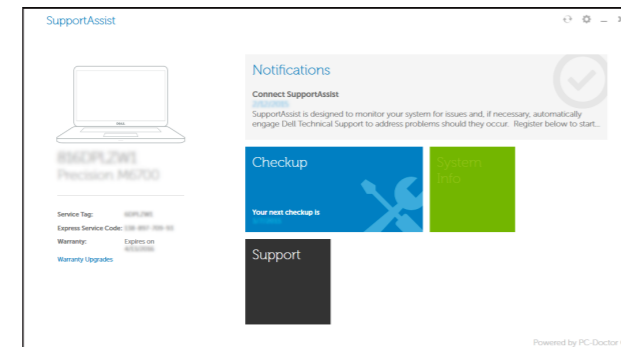 SupportAssist
Notifications
Connect SupportAssist
SupportAssist is designed to monitor your system for issues and, if necessary, automatically
engage Dell Technical Support to address problems should they occur. Register below to start...
Precision M6700
Checkup
System
Info
Your next checkup is
Service Tag:
Express Service Code:
Warranty: Expires on
Warranty Upgrades
Support
Powered by PC-Doctor